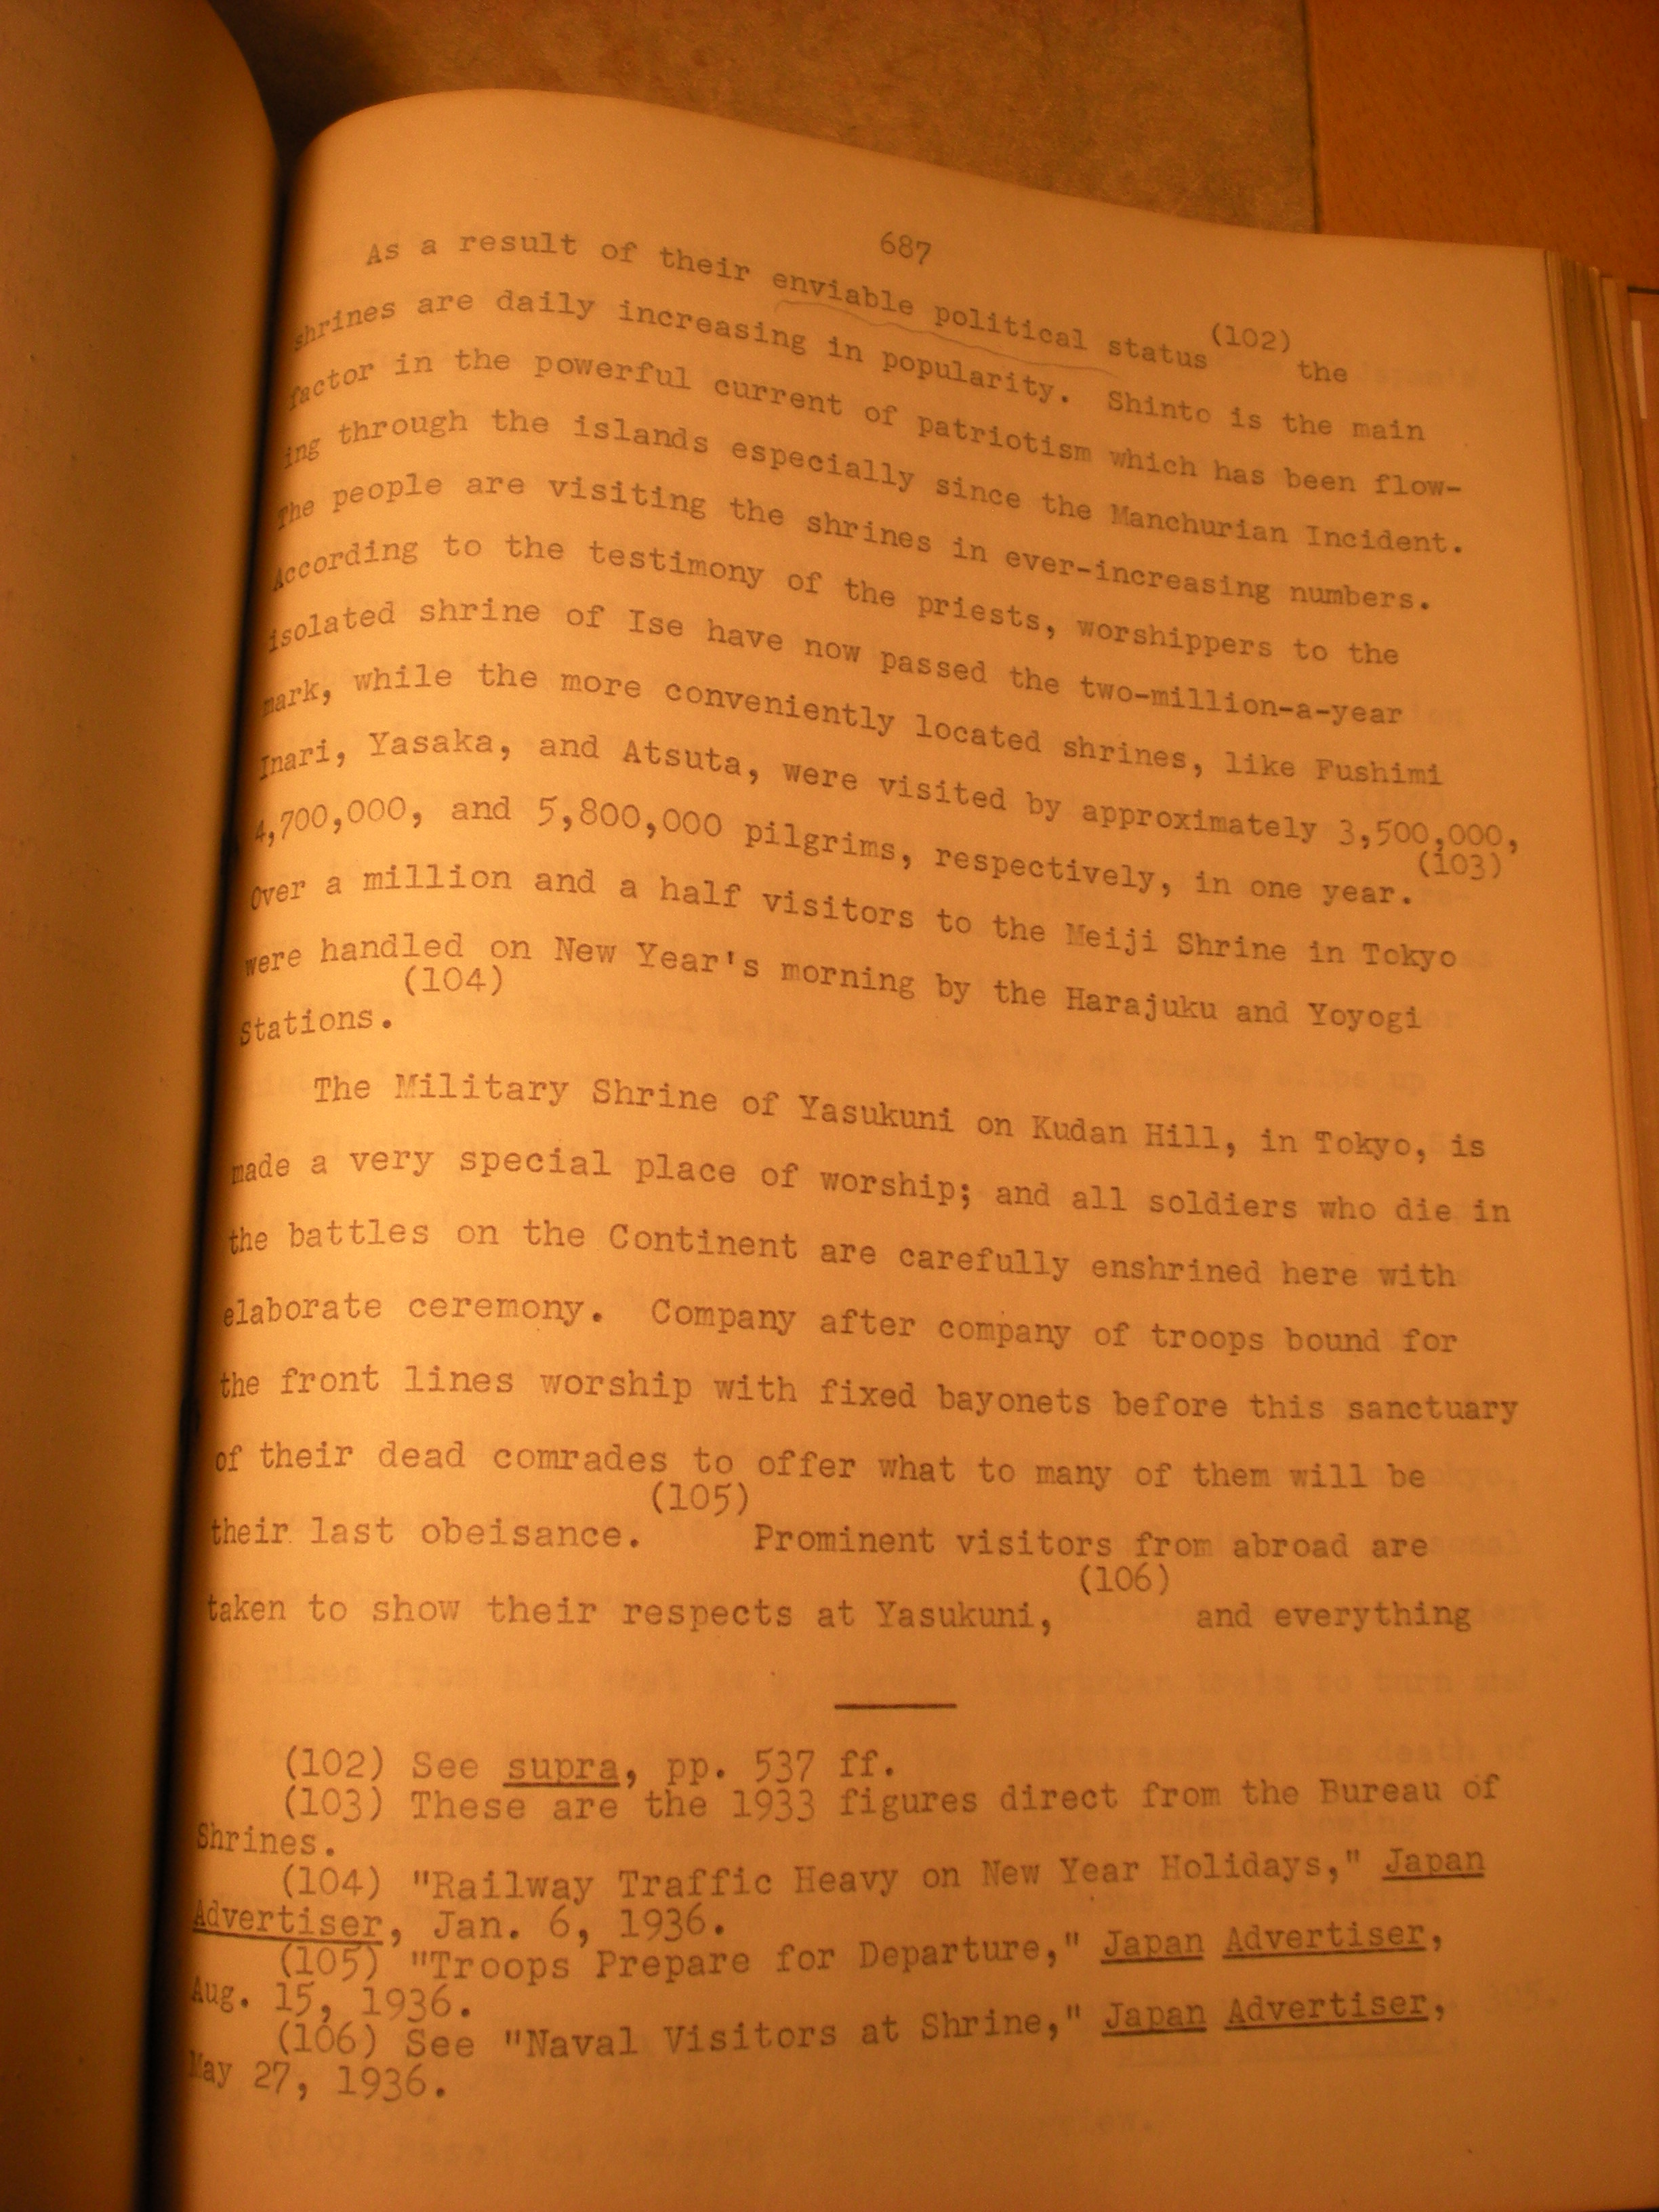 687
As a result of their enviable political status(102) the
shrines are daily increasing in popularity. Shinto is the main
factor in the powerful current of patriotism which has been flow-
ing through the islands especially since the Manchurian Incident.
The people are visiting the shrines in ever-increasing numbers.
According to the testimony of the priests, worshippers to the
isolated shrine of Ise have now passed the two-million-a-year
mark, while the more conveniently located shrines, like Fushimi
Inari, Yasaka, and Atsuta, were visited by approximately 3,500,000,
4,700,000, and 5,800,000 pilgrims, respectively, in one year.(103)
Over a million and a half visitors to the Meiji Shrine in Tokyo
were handled on New Year's morning by the Harajuku and Yoyogi
Stations.(104)
The Military Shrine of Yasukuni on Kudan Hill, in Tokyo, is
made a very special place of worship; and all soldiers who die in
the battles on the Continent are carefully enshrined here with
elaborate ceremony. Company after company of troops bound for
the front lines worship with fixed bayonets before this sanctuary
of their dead comrades to offer what to many of them will be
their last obeisance.(105) Prominent visitors from abroad are
taken to show their respects at Yasukuni,(106) and everything
(102) See supra, pp. 537 ff.
(103) These are the 1933 figures direct from the Bureau of
Shrines.
(104) "Railway Traffic Heavy on New Year Holidays," Japan
Advertiser, Jan. 6, 1936.
(105) "Troops Prepare for Departure," Japan Advertiser,
Aug. 15, 1936.
(106) See "Naval Visitors at Shrine," Japan Advertiser,
May 27, 1936.